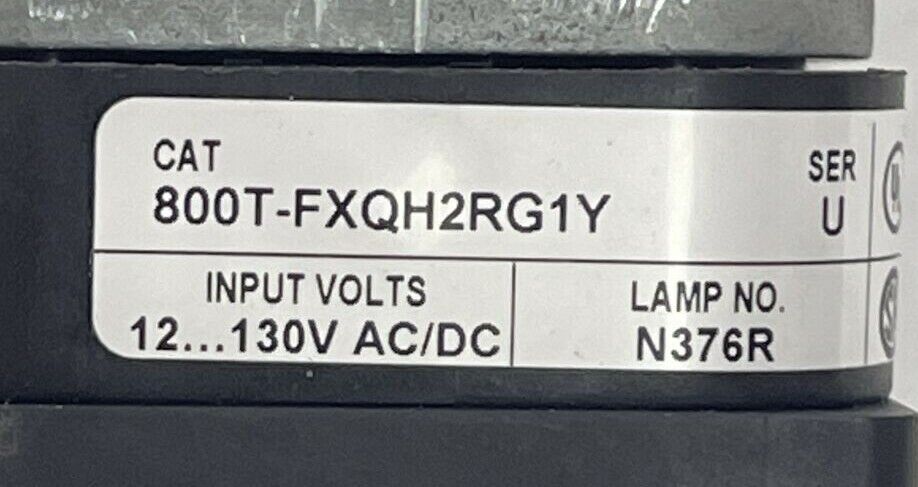 CAT
800T-FXQH2RG1Y
SER
U
INPUT VOLTS
12...130V AC/DC
LAMP NO.
N376R